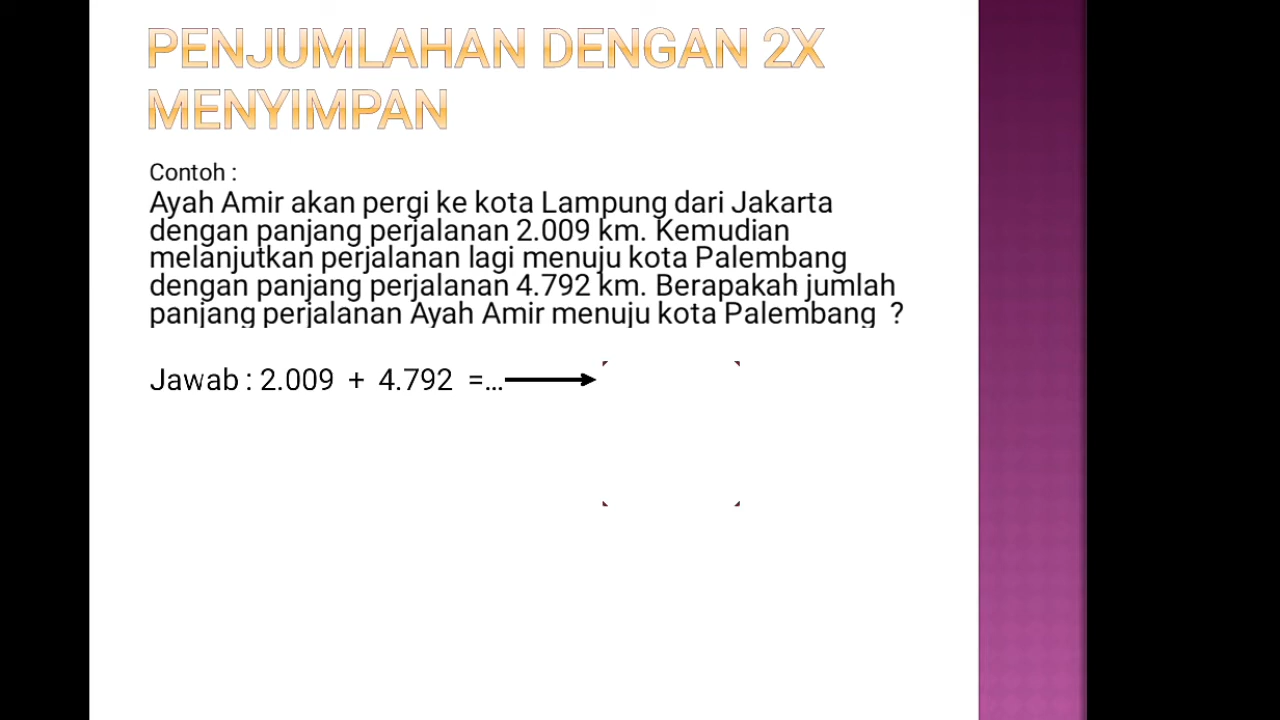 PENJUMLAHAN DENGAN 2X
MENYIMPAN
Contoh :
Ayah Amir akan pergi ke kota Lampung dari Jakarta
dengan panjang perjalanan 2.009 km. Kemudian
melanjutkan perjalanan lagi menuju kota Palembang
dengan panjang perjalanan 4.792 km. Berapakah jumlah
panjang perjalanan Ayah Amir menuju kota Palembang ?
Jawab : 2.009 + 4.792 =...